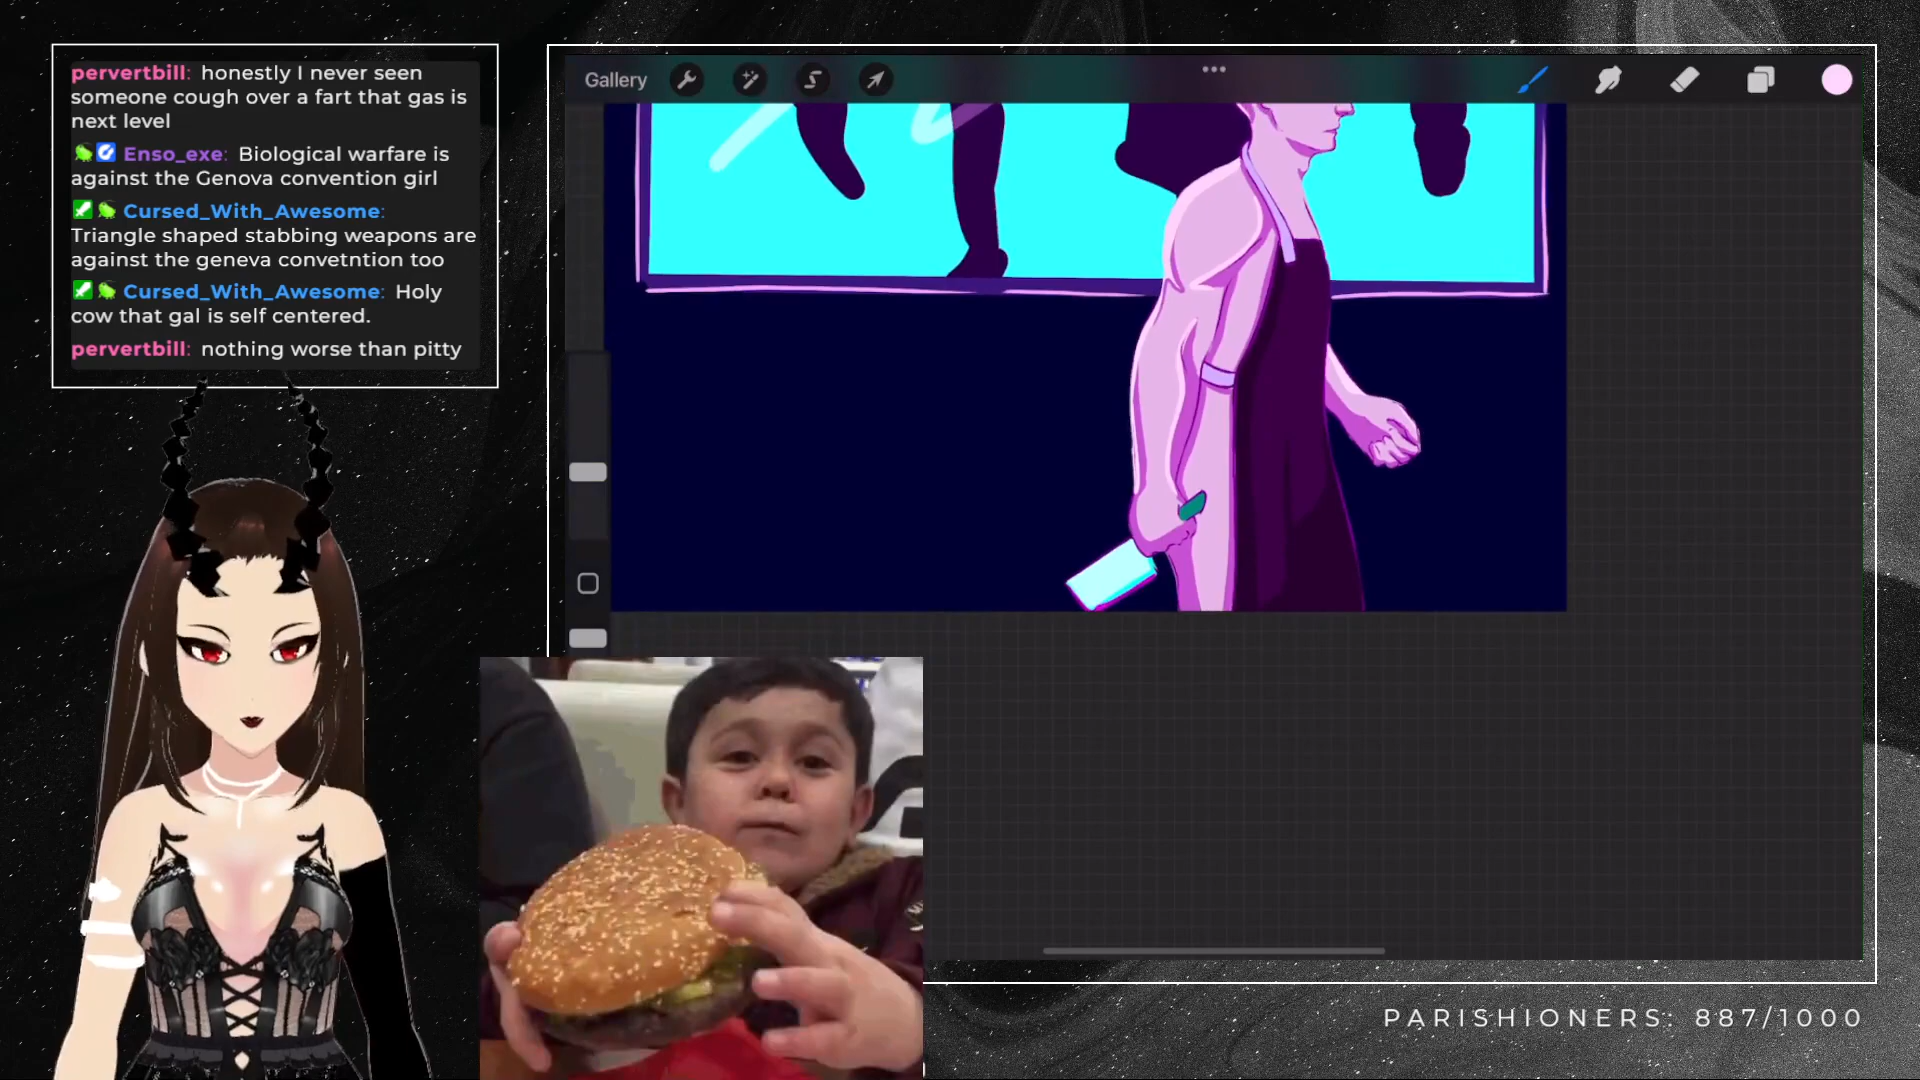 pervertbill: honestly I never seen
someone cough over a fart that gas is
next level
Enso_exe: Biological warfare is
against the Genova convention girl
Cursed_With_Awesome:
Triangle shaped stabbing weapons are
against the geneva convetntion too
Cursed_With_Awesome: Holy
cow that gal is self centered.
pervertbill: nothing worse than pitty
Gallery
PARISHIONERS: 887/1000